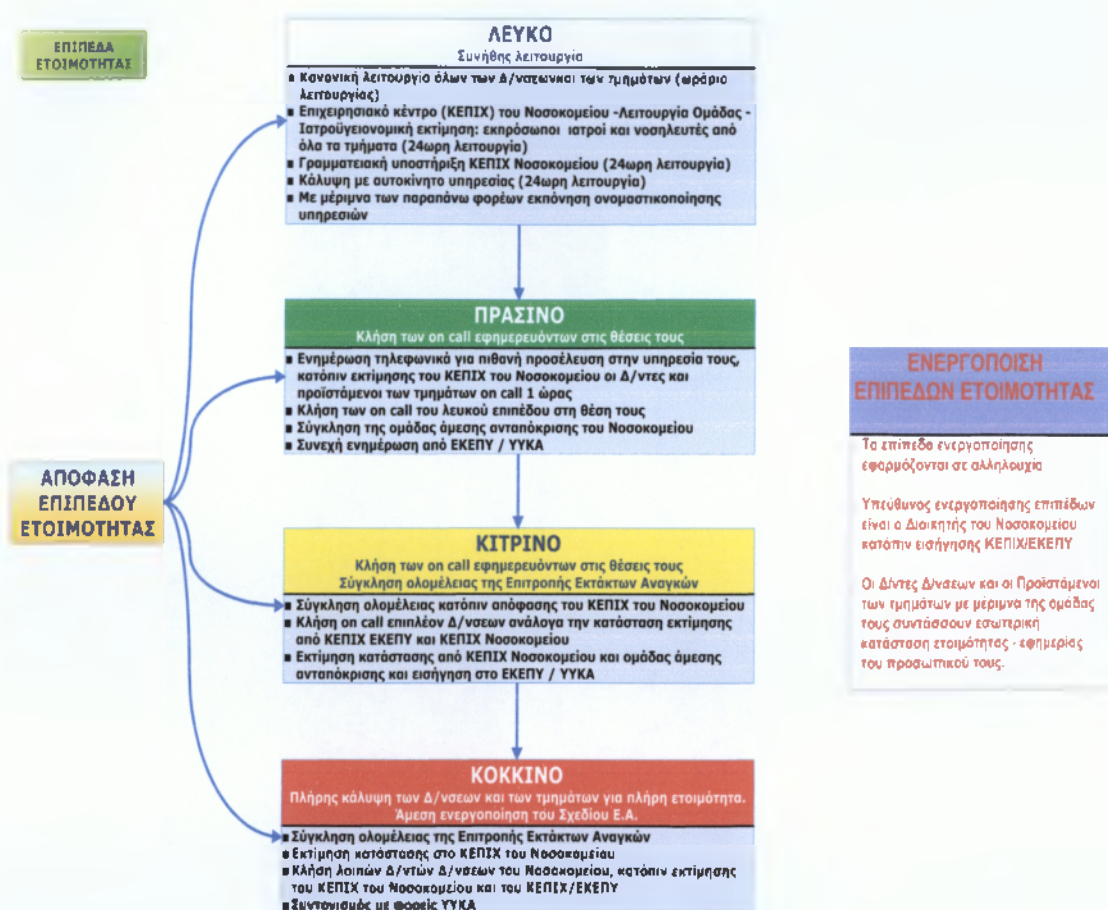 ΕΠΙΠΕΔΑ
ΕΤΟΙΜΟΤΗΤΑΣ
ΛΕΥΚΟ
Συνήθης λειτουργία
▪ Κανονική λειτουργία όλων των Δ/νσεωνκαι των τμημάτων (ωράριο
λειτουργίας)
▪ Επιχειρησιακό κέντρο (ΚΕΠΙΧ) του Νοσοκομείου -Λειτουργία Ομάδας -
Ιατροϋγειονομική εκτίμηση: εκπρόσωποι ιατροί και νοσηλευτές από
όλα τα τμήματα (24ωρη λειτουργία)
▪ Γραμματειακή υποστήριξη ΚΕΠΙΧ Νοσοκομείου (24ωρη λειτουργία)
▪ Κάλυψη με αυτοκίνητο υπηρεσίας (24ωρη λειτουργία)
▪ Με μέριμνα των παραπάνω φορέων εκπόνηση ονομαστικοποίησης
υπηρεσιών
ΠΡΑΣΙΝΟ
Κλήση των on call εφημερευόντων στις θέσεις τους
▪ Ενημέρωση τηλεφωνικά για πιθανή προσέλευση στην υπηρεσία τους,
κατόπιν εκτίμησης του ΚΕΠΙΧ του Νοσοκομείου οι Δ/ντες και
προϊστάμενοι των τμημάτων on call 1 ώρας
▪ Κλήση των on call του λευκού επιπέδου στη θέση τους
▪ Σύγκληση της ομάδας άμεσης ανταπόκρισης του Νοσοκομείου
▪ Συνεχή ενημέρωση από ΕΚΕΠΥ / ΥΥΚΑ
ΑΠΟΦΑΣΗ
ΕΠΙΠΕΔΟΥ
ΕΤΟΙΜΟΤΗΤΑΣ
ΚΙΤΡΙΝΟ
Κλήση των on call εφημερευόντων στις θέσεις τους
Σύγκληση ολομέλειας της Επιτροπής Εκτάκτων Αναγκών
▪ Σύγκληση ολομέλειας κατόπιν απόφασης του ΚΕΠΙΧ του Νοσοκομείου
▪ Κλήση on call επιπλέον Δ/νσεων ανάλογα την κατάσταση εκτίμησης
από ΚΕΠΙΧ ΕΚΕΠΥ και ΚΕΠΙΧ Νοσοκομείου
▪ Εκτίμηση κατάστασης από ΚΕΠΙΧ Νοσοκομείου και ομάδας άμεσης
ανταπόκρισης και εισήγηση στο ΕΚΕΠΥ / ΥΥΚΑ
ΚΟΚΚΙΝΟ
Πλήρης κάλυψη των Δ/νσεων και των τμημάτων για πλήρη ετοιμότητα.
Άμεση ενεργοποίηση του Σχεδίου Ε.Α.
▪ Σύγκληση ολομέλειας της Επιτροπής Εκτάκτων Αναγκών
▪ Εκτίμηση κατάστασης στο ΚΕΠΙΧ του Νοσοκομείου
▪ Κλήση λοιπών Δ/ντών Δ/νσεων του Νοσοκομείου, κατόπιν εκτίμησης
του ΚΕΠΙΧ του Νοσοκομείου και του ΚΕΠΙΧ/ΕΚΕΠΥ
▪ Συντονισμός με φορείς ΥΥΚΑ
ΕΝΕΡΓΟΠΟΙΣΗ
ΕΠΙΠΕΔΩΝ ΕΤΟΙΜΟΤΗΤΑΣ
Τα επίπεδα ενεργοποίησης
εφαρμόζονται σε αλληλουχία
Υπεύθυνος ενεργοποίησης επιπέδων
είναι ο Διοικητής του Νοσοκομείου
κατόπιν εισήγησης ΚΕΠΙΧ/ΕΚΕΠΥ
Οι Δ/ντες Δ/νσεων και οι Προϊστάμενοι
των τμημάτων με μέριμνα της ομάδας
τους συντάσσουν εσωτερική
κατάσταση ετοιμότητας - εφημερίας
του προσωπικού τους.